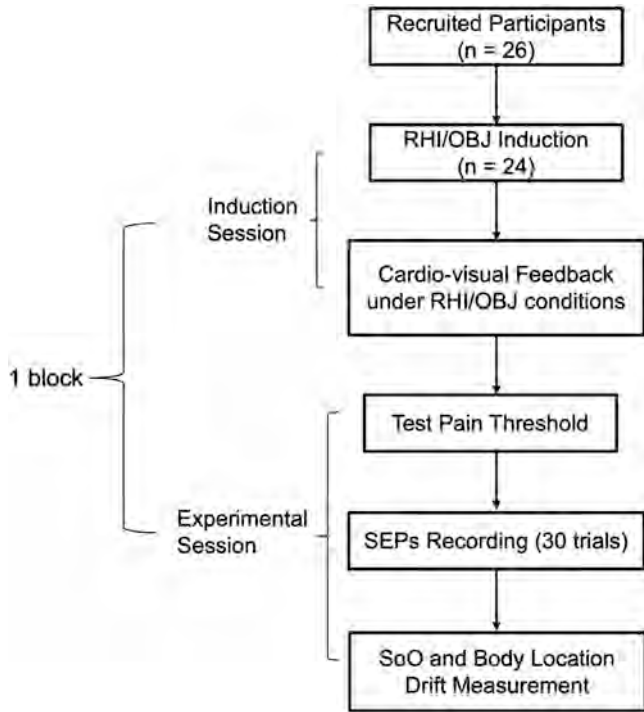 Recruited Participants
(n = 26)
RHI/OBJ Induction
(n = 24)
Induction
Session
Cardio-visual Feedback
under RHI/OBJ conditions
1 block
Test Pain Threshold
Experimental
Session
SEPs Recording (30 trials)
SoO and Body Location
Drift Measurement